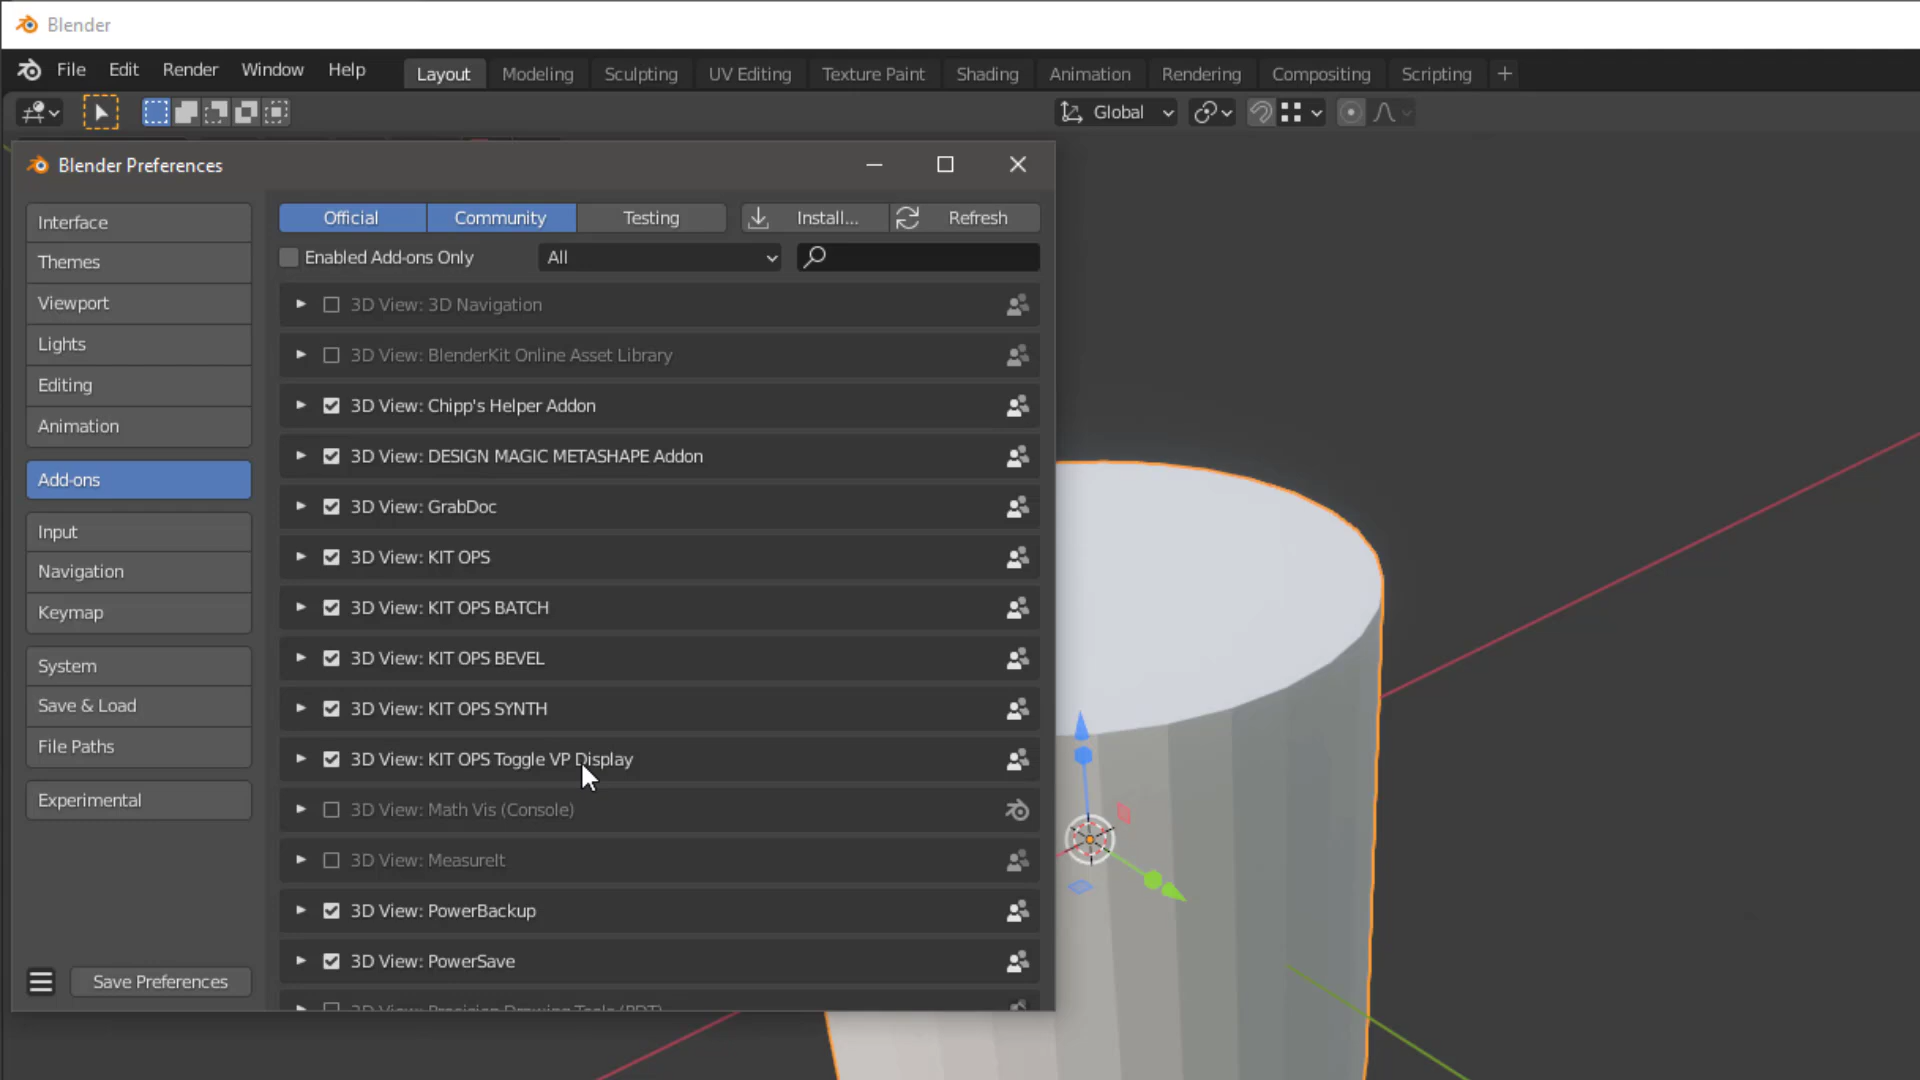 Blender
File Edit Render Window Help Layout Modeling Sculpting UV Editing Texture Paint Shading Animation Rendering Compositing Scripting +
Global
Blender Preferences
Interface
Themes
Viewport
Lights
Editing
Animation
Add-ons
Input
Navigation
Keymap
System
Save & Load
File Paths
Experimental
Save Preferences
Official Community Testing Install... Refresh
Enabled Add-ons Only All
3D View: 3D Navigation
3D View: BlenderKit Online Asset Library
3D View: Chipp's Helper Addon
3D View: DESIGN MAGIC METASHAPE Addon
3D View: GrabDoc
3D View: KIT OPS
3D View: KIT OPS BATCH
3D View: KIT OPS BEVEL
3D View: KIT OPS SYNTH
3D View: KIT OPS Toggle VP Display
3D View: Math Vis (Console)
3D View: MeasureIt
3D View: PowerBackup
3D View: PowerSave
3D View: Precision Drawing Tools (PDT)